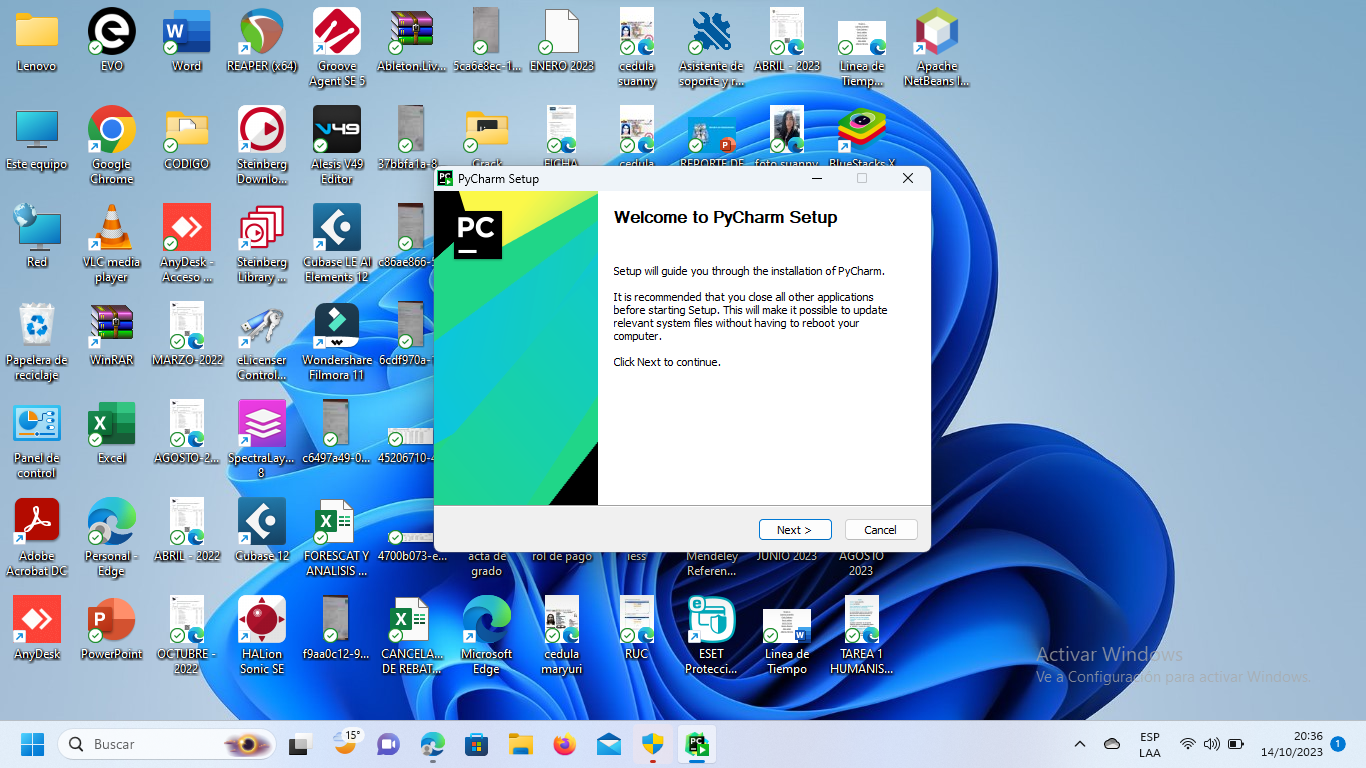 Lenovo
EVO
Word
REAPER (x64)
Groove
Agent SE 5
Ableton.Liv...
5ca6e8ec-1...
ENERO 2023
cedula
suanny
Asistente de
soporte y r...
ABRIL - 2023
Linea de
Tiemp...
Apache
NetBeans I...
Este equipo
Google
Chrome
CODIGO
Steinberg
Downlo...
V49
Alesis V49
Editor
37bbfa1a-8
Crack
FICHA
cedula
REPORTE DE
foto suanny
BlueStacks X
Red
VLC media
player
AnyDesk -
Acceso ...
Steinberg
Library ...
Cubase LE AI
Elements 12
c86ae866-5
Papelera de
reciclaje
WinRAR
MARZO-2022
eLicenser
Control...
Wondershare
Filmora 11
6cdf970a-1
Panel de
control
Excel
AGOSTO-2...
SpectraLay...
8
c6497a49-0...
45206710-4
Adobe
Acrobat DC
Personal -
Edge
ABRIL - 2022
Cubase 12
FORESCAT Y
ANALISIS ...
4700b073-e...
acta de
grado
rol de pago
iess
Mendeley
Referen...
JUNIO 2023
AGOSTO
2023
AnyDesk
PowerPoint
OCTUBRE -
2022
HALion
Sonic SE
f9aa0c12-9...
CANCELA...
DE REBAT...
Microsoft
Edge
cedula
maryuri
RUC
ESET
Protecci...
Linea de
Tiempo
TAREA 1
HUMANIS...
PyCharm Setup
PC
Welcome to PyCharm Setup
Setup will guide you through the installation of PyCharm.
It is recommended that you close all other applications
before starting Setup. This will make it possible to update
relevant system files without having to reboot your
computer.
Click Next to continue.
Next >
Cancel
Activar Windows
Ve a Configuración para activar Windows.
Buscar
15°
ESP
LAA
20:36
14/10/2023
1